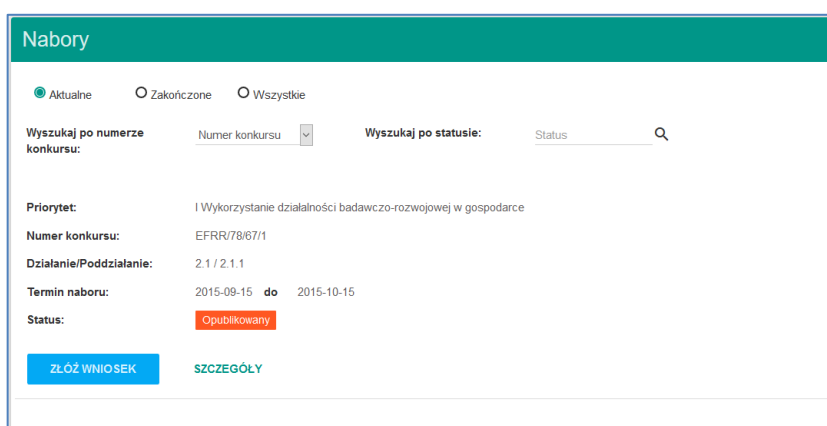 Nabory
Aktualne Zakończone Wszystkie
Wyszukaj po numerze konkursu: Numer konkursu Wyszukaj po statusie: Status
Priorytet: I Wykorzystanie działalności badawczo-rozwojowej w gospodarce
Numer konkursu: EFRR/78/67/1
Działanie/Poddziałanie: 2.1 / 2.1.1
Termin naboru: 2015-09-15 do 2015-10-15
Status: Opublikowany
ZŁÓŻ WNIOSEK SZCZEGÓŁY